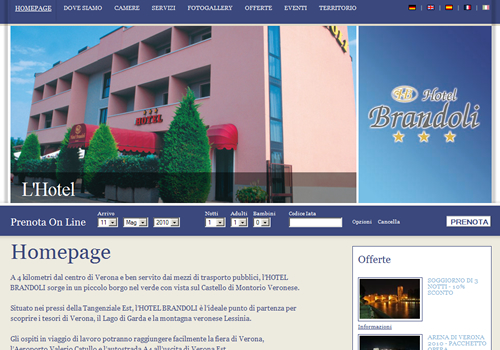 HOMEPAGE DOVE SIAMO CAMERE SERVIZI FOTOGALLERY OFFERTE EVENTI TERRITORIO
HOTEL
L'Hotel
Hotel
Brandoli
Prenota On Line
Arrivo Notti Adulti Bambini Codice Iata
11 Mag 2010 1 1 0 Opzioni Cancella PRENOTA
Homepage
A 4 kilometri dal centro di Verona e ben servito dai mezzi di trasporto pubblici, l'HOTEL
BRANDOLI sorge in un piccolo borgo nel verde con vista sul Castello di Montorio Veronese.
Situato nei pressi della Tangenziale Est, l'HOTEL BRANDOLI è l'ideale punto di partenza per
scoprire i tesori di Verona, il Lago di Garda e la montagna veronese Lessinia.
Gli ospiti in viaggio di lavoro potranno raggiungere facilmente la fiera di Verona,
l'Aeroporto Valerio Catullo e l'autostrada A4 all'uscita di Verona Est.
Offerte
SOGGIORNO DI 3
NOTTI - 10%
SCONTO
Informazioni
ARENA DI VERONA
2010 - PACCHETTO
OPERA